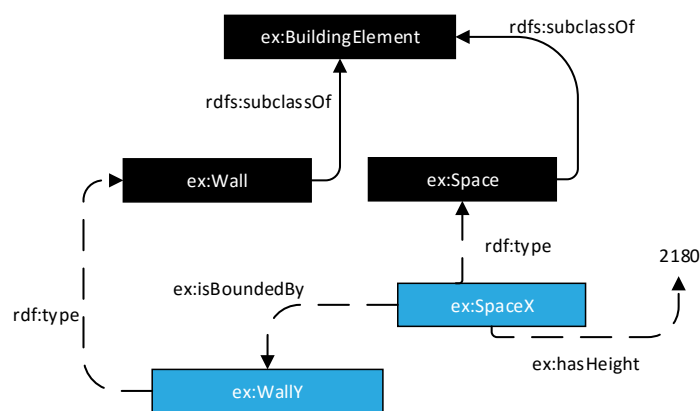 rdfs:subclassOf
ex:BuildingElement
rdfs:subclassOf
ex:Wall
ex:Space
rdf:type
2180
ex:isBoundedBy
ex:SpaceX
rdf:type
ex:hasHeight
ex:WallY